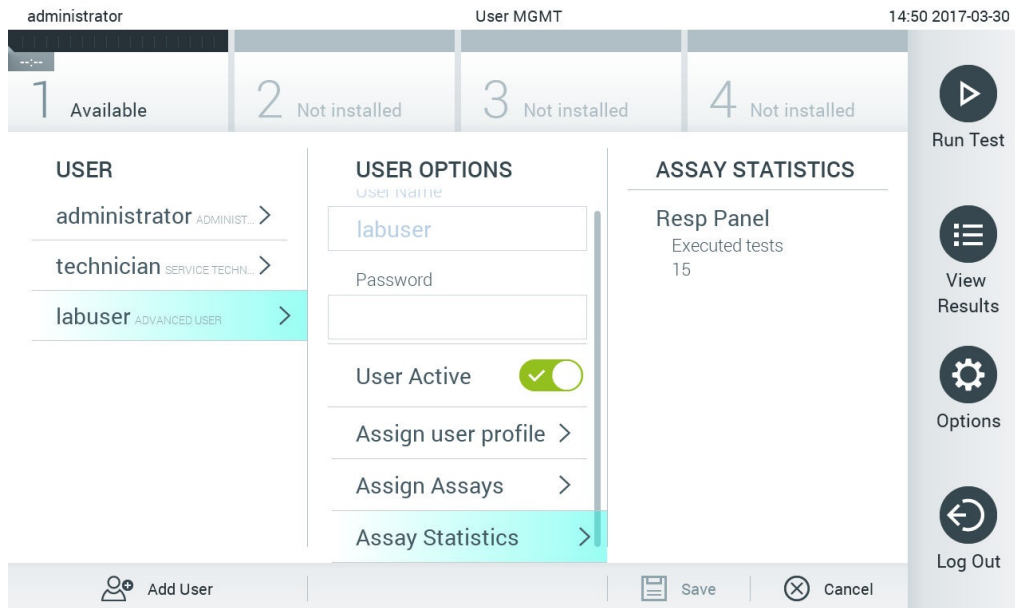 administrator
User MGMT
14:50 2017-03-30
--:--
1 Available
2 Not installed
3 Not installed
4 Not installed
USER
administrator ADMINIST...
technician SERVICE TECHN...
labuser ADVANCED USER
USER OPTIONS
User Name
labuser
Password
User Active
Assign user profile
Assign Assays
Assay Statistics
ASSAY STATISTICS
Resp Panel
Executed tests
15
Run Test
View
Results
Options
Log Out
Add User
Save
Cancel